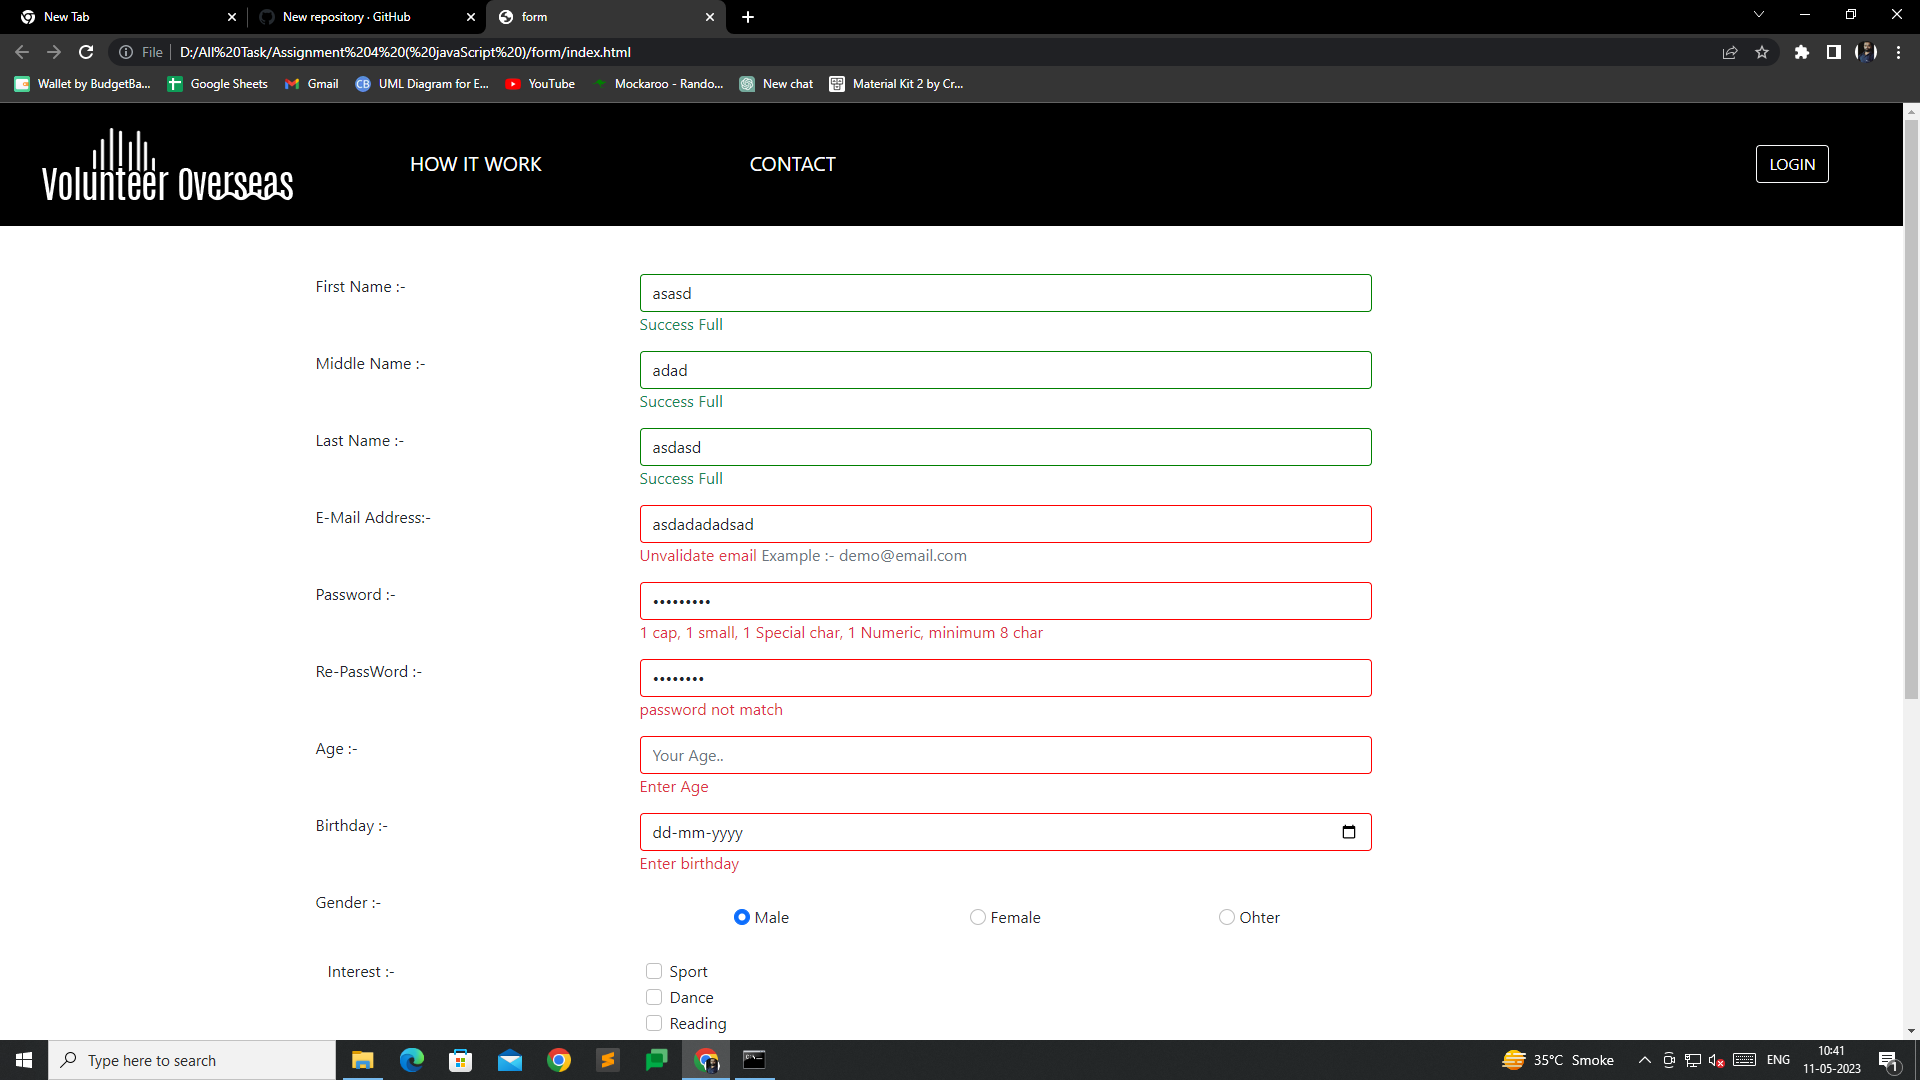 New Tab
New repository · GitHub
form
File
D:/All%20Task/Assignment%204%20(%20javaScript%20)/form/index.html
Wallet by BudgetBa...
Google Sheets
Gmail
CB
UML Diagram for E...
YouTube
Mockaroo - Rando...
New chat
Material Kit 2 by Cr...
Volunteer Overseas
HOW IT WORK
CONTACT
LOGIN
First Name :-
asasd
Success Full
Middle Name :-
adad
Success Full
Last Name :-
asdasd
Success Full
E-Mail Address:-
asdadadadsad
Unvalidate email Example :- demo@email.com
Password :-
•••••••••
1 cap, 1 small, 1 Special char, 1 Numeric, minimum 8 char
Re-PassWord :-
••••••••
password not match
Age :-
Your Age..
Enter Age
Birthday :-
dd-mm-yyyy
Enter birthday
Gender :-
Male
Female
Ohter
Interest :-
Sport
Dance
Reading
Type here to search
35°C Smoke
ENG
10:41
11-05-2023
1